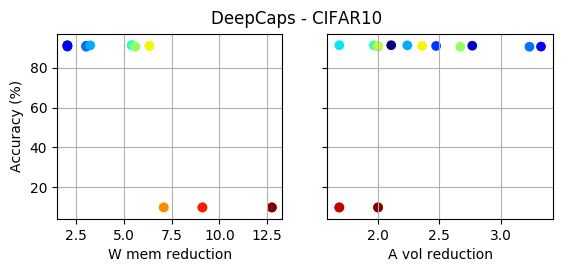 DeepCaps - CIFAR10
Accuracy (%)
80
60
40
20
2.5 5.0 7.5 10.0 12.5
2.0 2.5 3.0
W mem reduction
A vol reduction